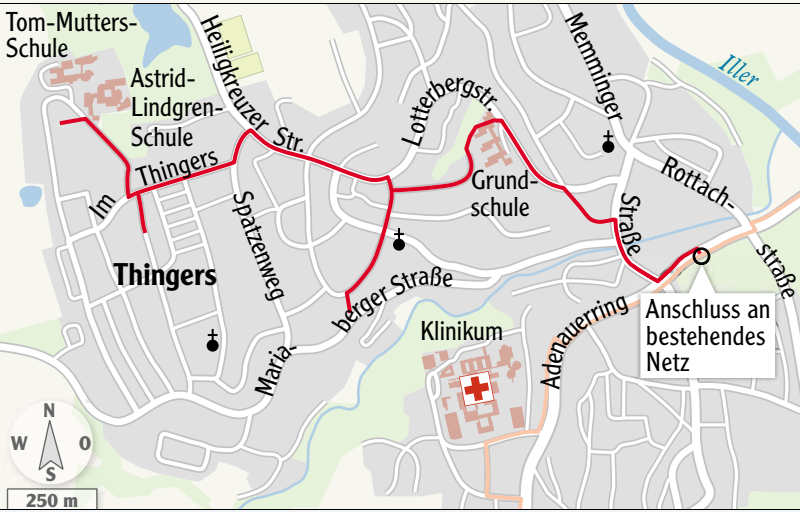 Tom-Mutters-
Schule
Astrid-
Lindgren-
Schule
Heiligkreuzer Str.
Lotterbergstr.
Memminger
Straße
Iller
Im Thingers
Grund-
schule
Rottach-
straße
Spatzenweg
Thingers
Maria-
berger Straße
Klinikum
Adenauerring
Anschluss an
bestehendes
Netz
N
W O
S
250 m